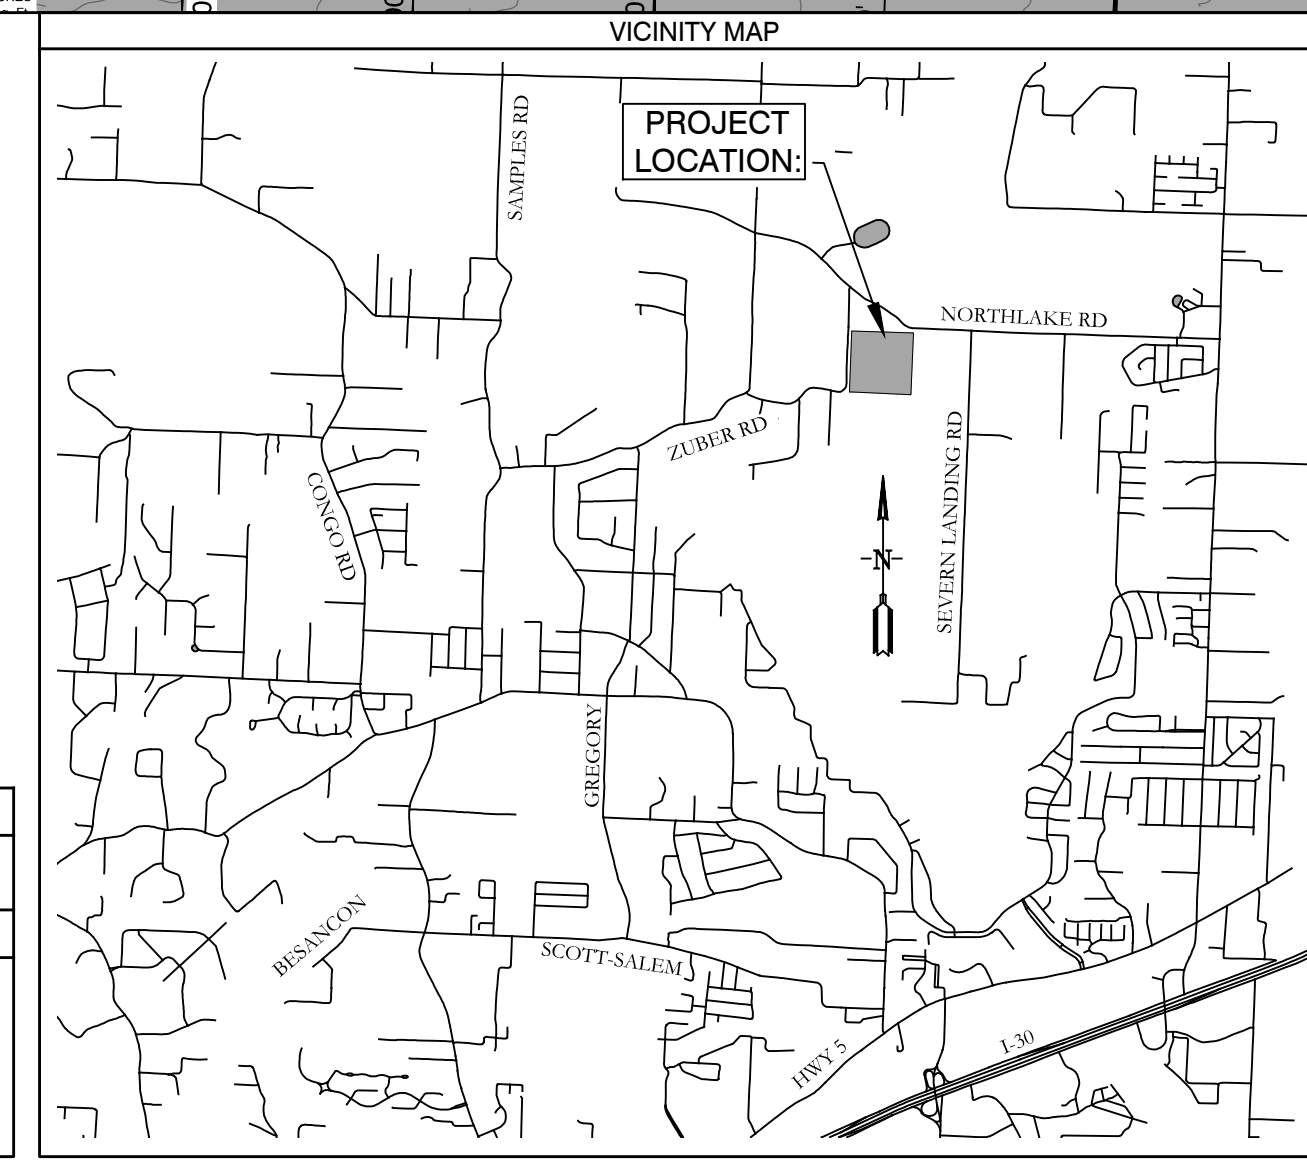 VICINITY MAP
SAMPLES RD
PROJECT
LOCATION:
NORTHLAKE RD
ZUBER RD
CONGO RD
SEVERN LANDING RD
-N-
GREGORY
BESANCON
SCOTT-SALEM
HWY 5
I-30